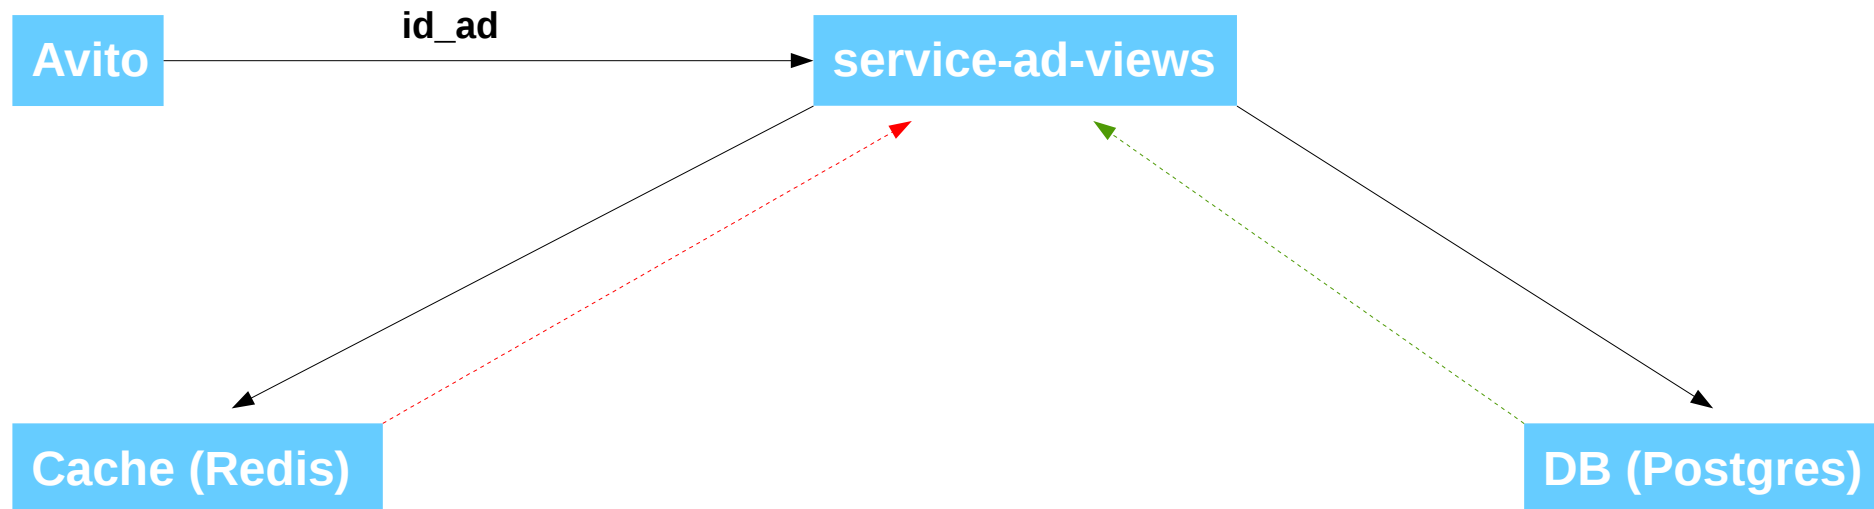 id_ad
Avito
service-ad-views
Cache (Redis)
DB (Postgres)